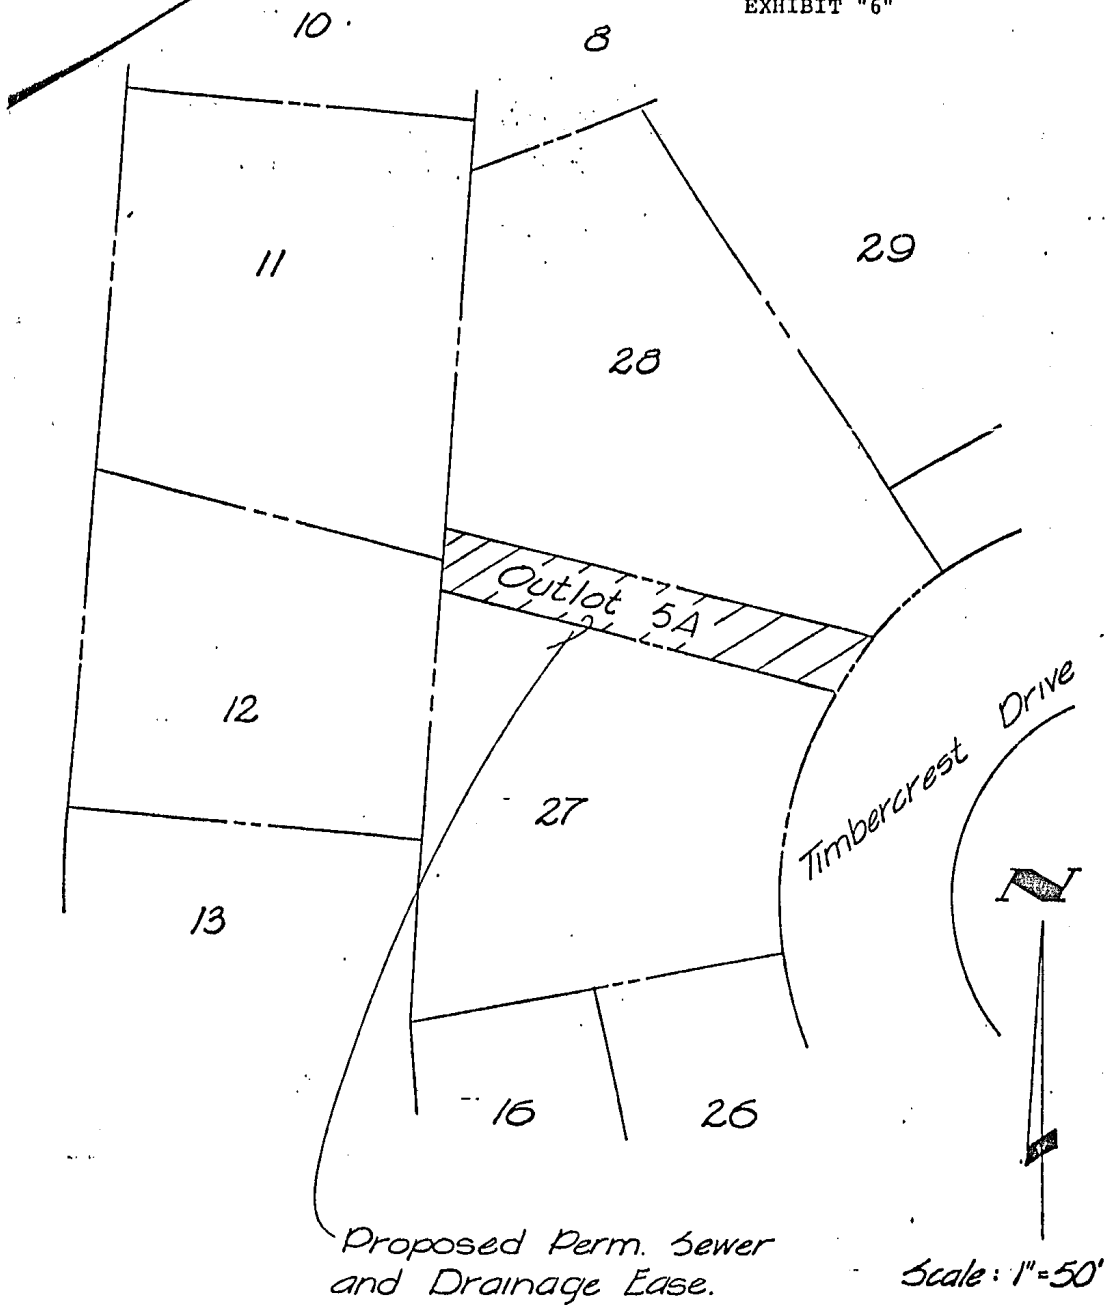 EXHIBIT "6"
10
8
11
29
28
Outlot 5A
12
Timbercrest Drive
27
N
13
16
26
Proposed Perm. Sewer
and Drainage Ease.
Scale: 1"=50'